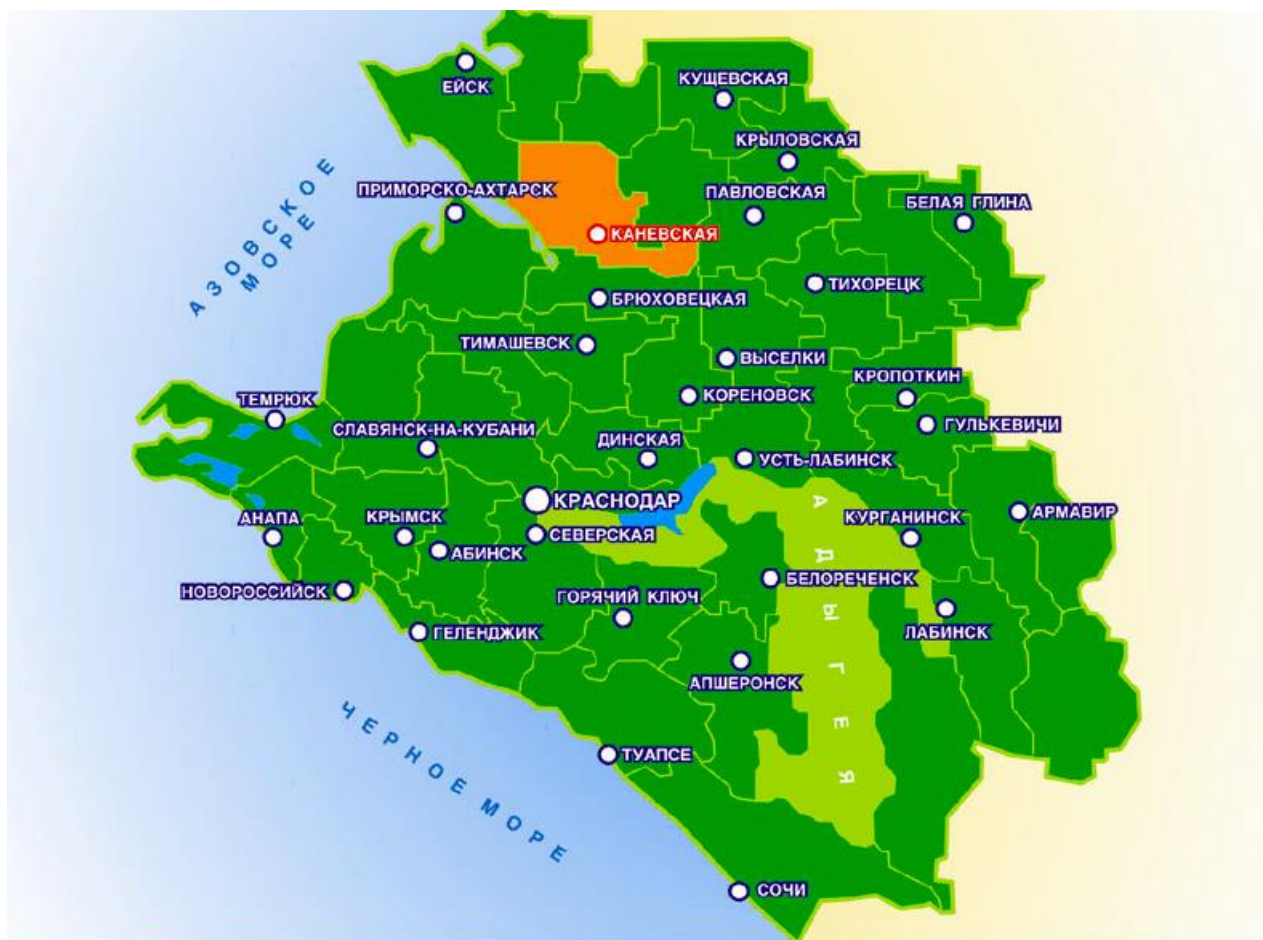 ЕЙСК
КУЩЕВСКАЯ
КРЫЛОВСКАЯ
ПРИМОРСКО-АХТАРСК
ПАВЛОВСКАЯ
БЕЛАЯ ГЛИНА
АЗОВСКОЕ
МОРЕ
КАНЕВСКАЯ
ТИХОРЕЦК
БРЮХОВЕЦКАЯ
ТИМАШЕВСК
ВЫСЕЛКИ
КРОПОТКИН
КОРЕНОВСК
ТЕМРЮК
ГУЛЬКЕВИЧИ
СЛАВЯНСК-НА-КУБАНИ
ДИНСКАЯ
УСТЬ-ЛАБИНСК
КРАСНОДАР
АДЫГЕЯ
АНАПА
КРЫМСК
КУРГАНИНСК
АРМАВИР
СЕВЕРСКАЯ
АБИНСК
БЕЛОРЕЧЕНСК
НОВОРОССИЙСК
ГОРЯЧИЙ КЛЮЧ
ГЕЛЕНДЖИК
ЛАБИНСК
АПШЕРОНСК
ЧЕРНОЕ МОРЕ
ТУАПСЕ
СОЧИ